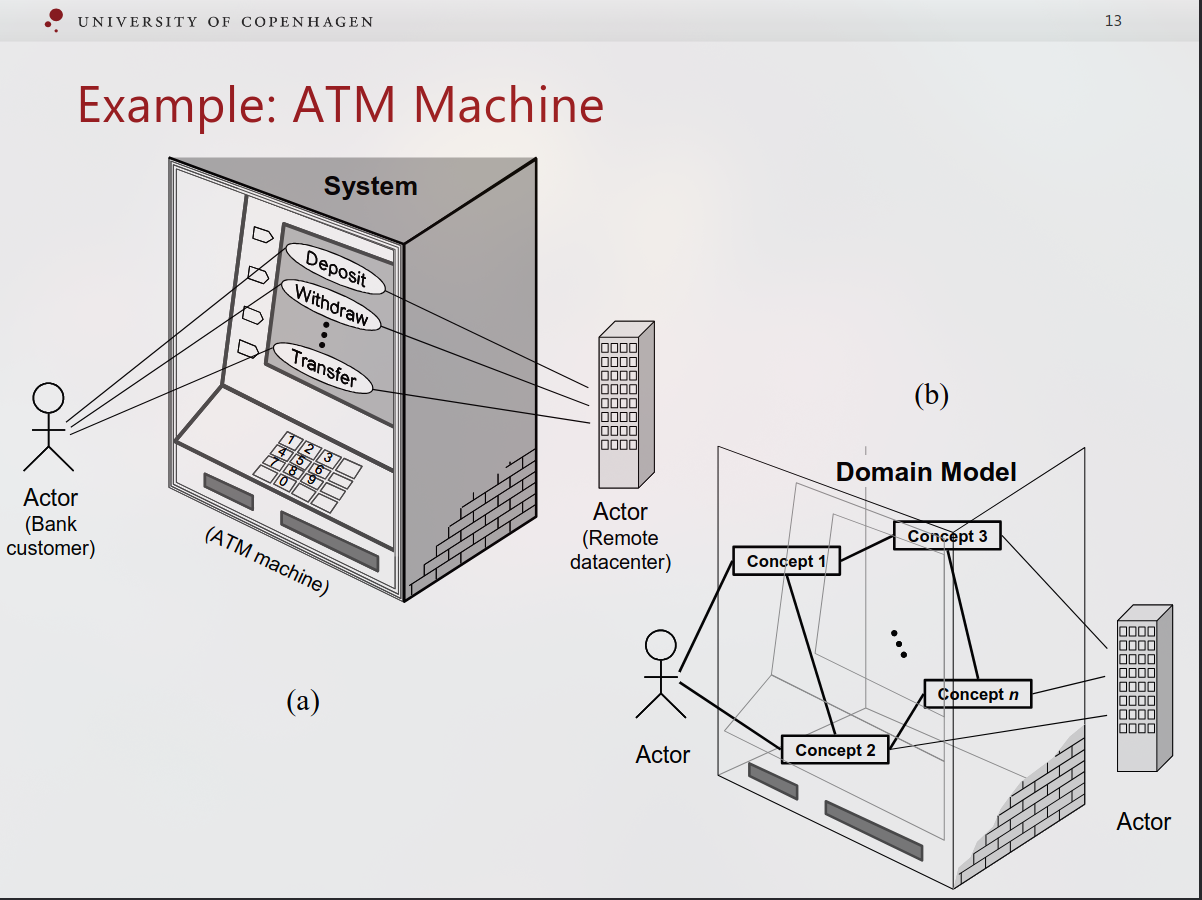 UNIVERSITY OF COPENHAGEN
13
Example: ATM Machine
System
Deposit
Withdraw
Transfer
1 2 3
4 5 6
7 8 9
0
Actor
(Bank
customer)
(ATM machine)
Actor
(Remote
datacenter)
(a)
(b)
Domain Model
Concept 3
Concept 1
Concept n
Concept 2
Actor
Actor